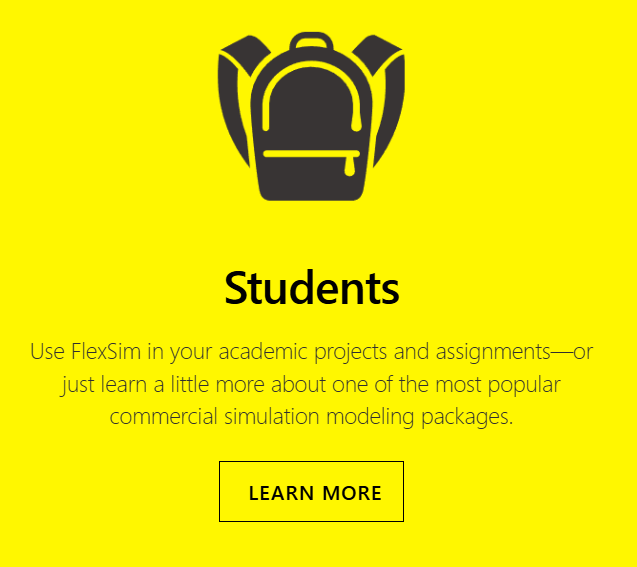 Students
Use FlexSim in your academic projects and assignments—or
just learn a little more about one of the most popular
commercial simulation modeling packages.
LEARN MORE